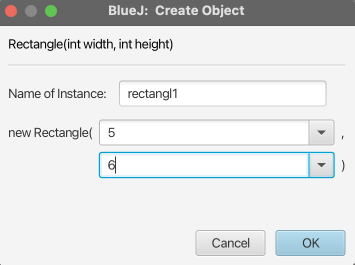 BlueJ: Create Object
Rectangle(int width, int height)
Name of Instance: rectangl1
new Rectangle( 5 ,
6 )
Cancel OK